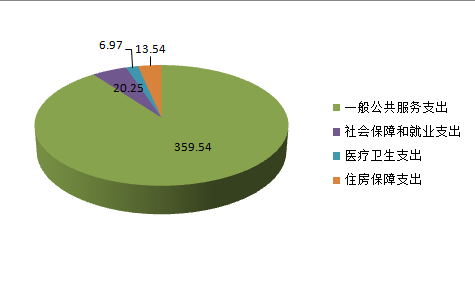 6.97
13.54
20.25
359.54
一般公共服务支出
社会保障和就业支出
医疗卫生支出
住房保障支出